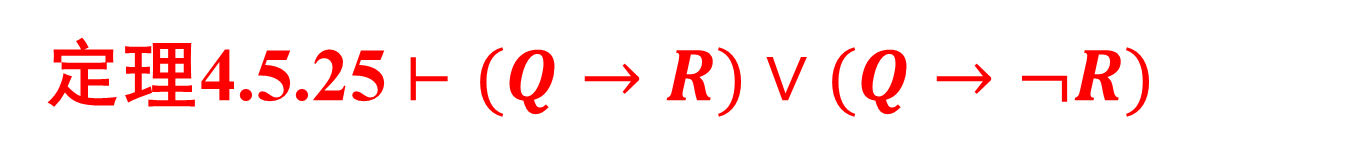 定理4.5.25 ⊢ (Q → R) ∨ (Q → ¬R)